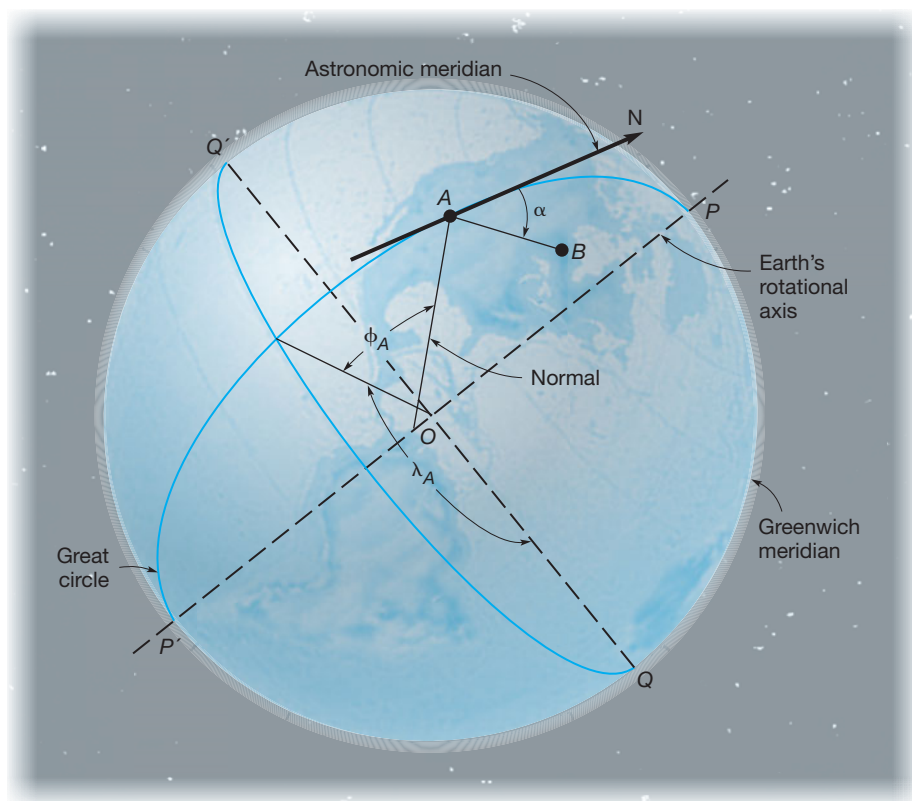 Astronomic meridian
N
Q´
A
α
P
B
Earth's
rotational
axis
ϕA
Normal
O
λA
Great
circle
Greenwich
meridian
P´
Q